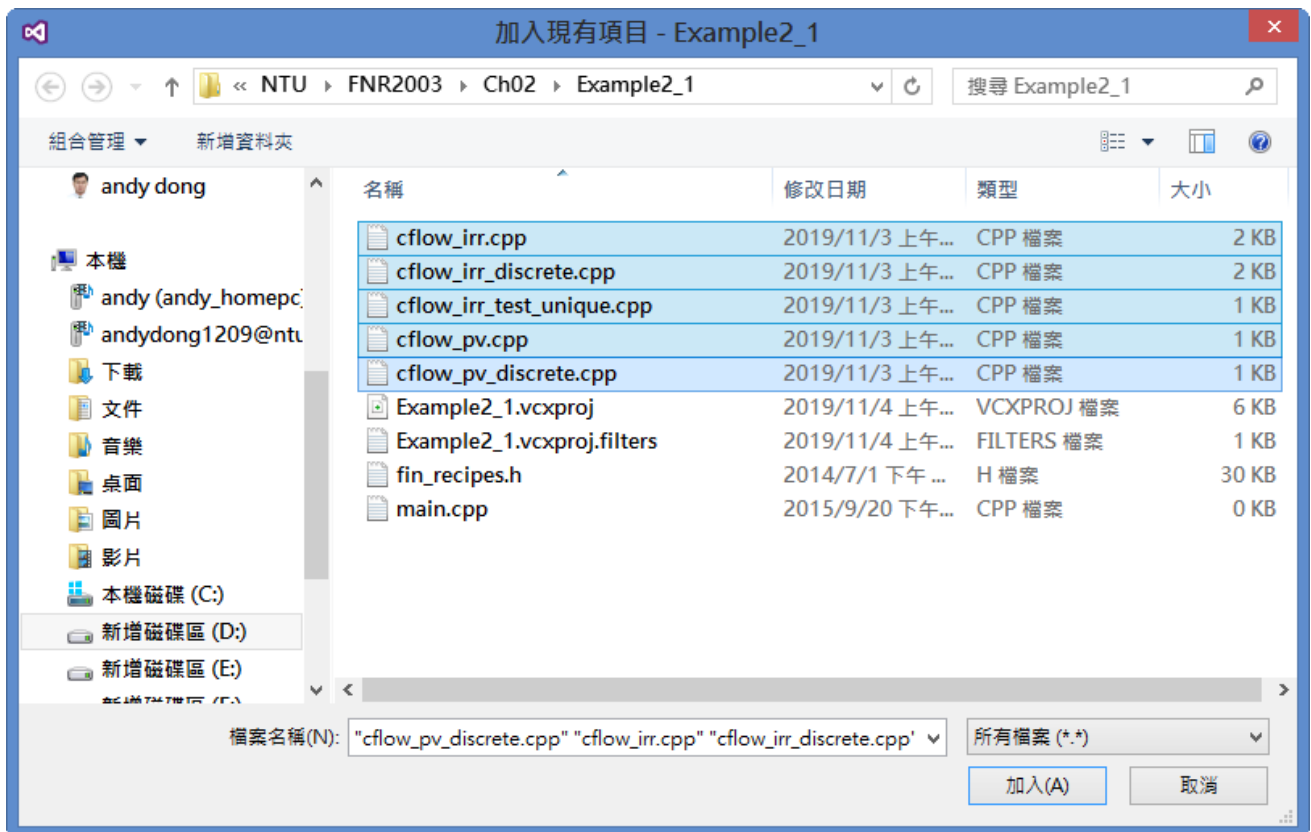 加入現有項目 - Example2_1
« NTU FNR2003 Ch02 Example2_1 搜尋 Example2_1
組合管理 新增資料夾
andy dong
本機
andy (andy_homepc)
andydong1209@ntu
下載
文件
音樂
桌面
圖片
影片
本機磁碟 (C:)
新增磁碟區 (D:)
新增磁碟區 (E:)
新增磁碟區 (F:)
名稱 修改日期 類型 大小
cflow_irr.cpp 2019/11/3 上午... CPP 檔案 2 KB
cflow_irr_discrete.cpp 2019/11/3 上午... CPP 檔案 2 KB
cflow_irr_test_unique.cpp 2019/11/3 上午... CPP 檔案 1 KB
cflow_pv.cpp 2019/11/3 上午... CPP 檔案 1 KB
cflow_pv_discrete.cpp 2019/11/3 上午... CPP 檔案 1 KB
Example2_1.vcxproj 2019/11/4 上午... VCXPROJ 檔案 6 KB
Example2_1.vcxproj.filters 2019/11/4 上午... FILTERS 檔案 1 KB
fin_recipes.h 2014/7/1 下午 ... H 檔案 30 KB
main.cpp 2015/9/20 下午... CPP 檔案 0 KB
檔案名稱(N): "cflow_pv_discrete.cpp" "cflow_irr.cpp" "cflow_irr_discrete.cpp" 所有檔案 (*.*)
加入(A) 取消